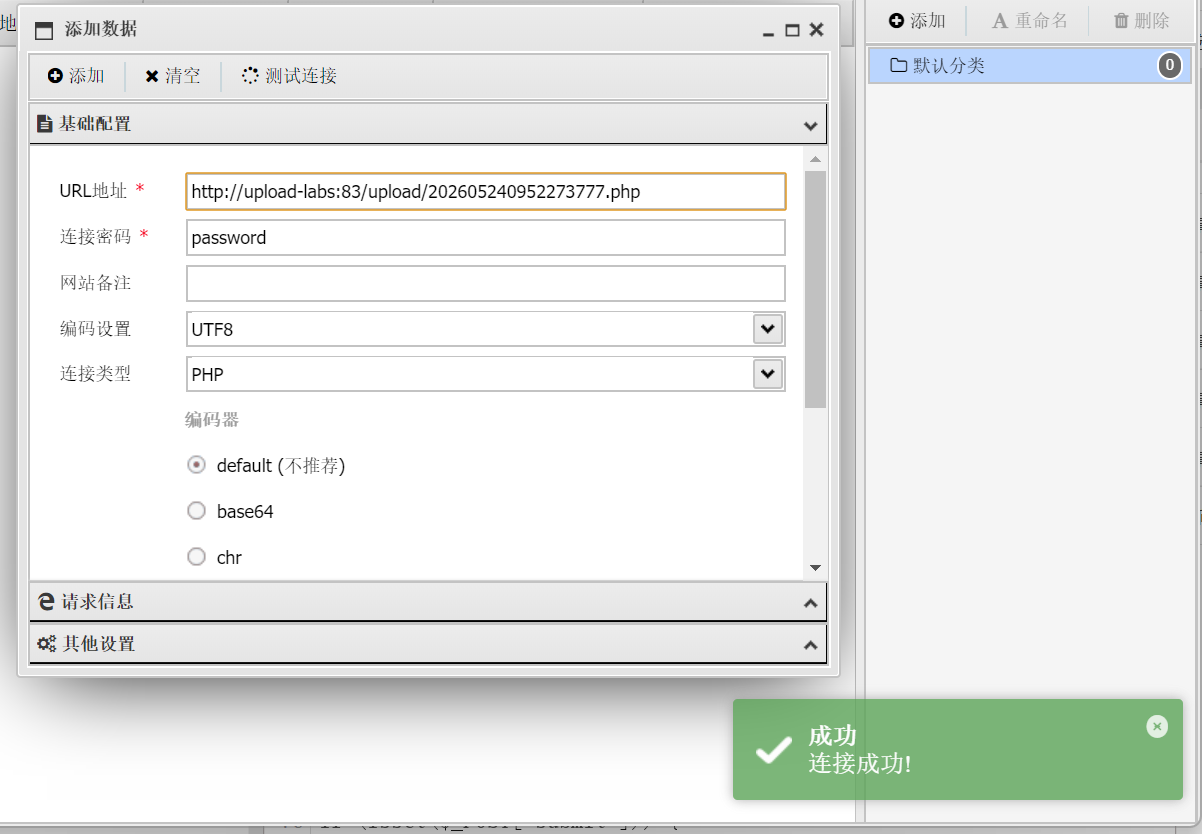 地
添加数据
添加 清空 测试连接
基础配置
URL地址 * http://upload-labs:83/upload/202605240952273777.php
连接密码 * password
网站备注
编码设置 UTF8
连接类型 PHP
编码器
default (不推荐)
base64
chr
请求信息
其他设置
添加 重命名 删除
默认分类 0
成功
连接成功!